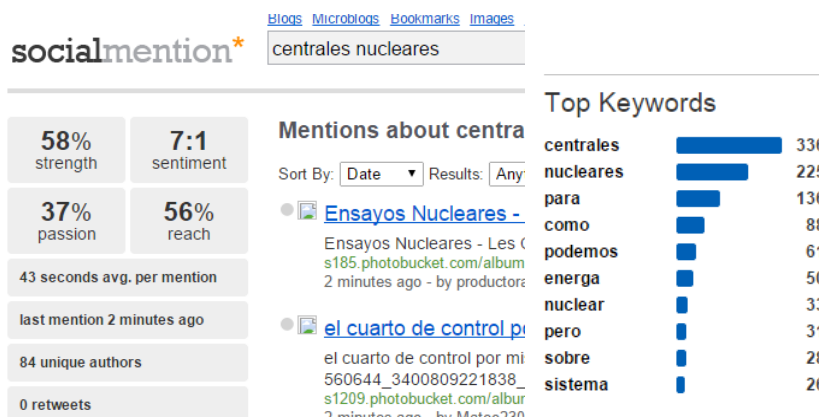 Blogs Microblogs Bookmarks Images
socialmention*
centrales nucleares
58% strength
7:1 sentiment
37% passion
56% reach
43 seconds avg. per mention
last mention 2 minutes ago
84 unique authors
0 retweets
Mentions about centra
Sort By: Date Results: Any
Ensayos Nucleares -
Ensayos Nucleares - Les
s185.photobucket.com/album
2 minutes ago - by productora
el cuarto de control
el cuarto de control por mi
560644_3400809221838_
s1209.photobucket.com/albur
2 minutes ago - by
Top Keywords
centrales
nucleares
para
como
podemos
energa
nuclear
pero
sobre
sistema